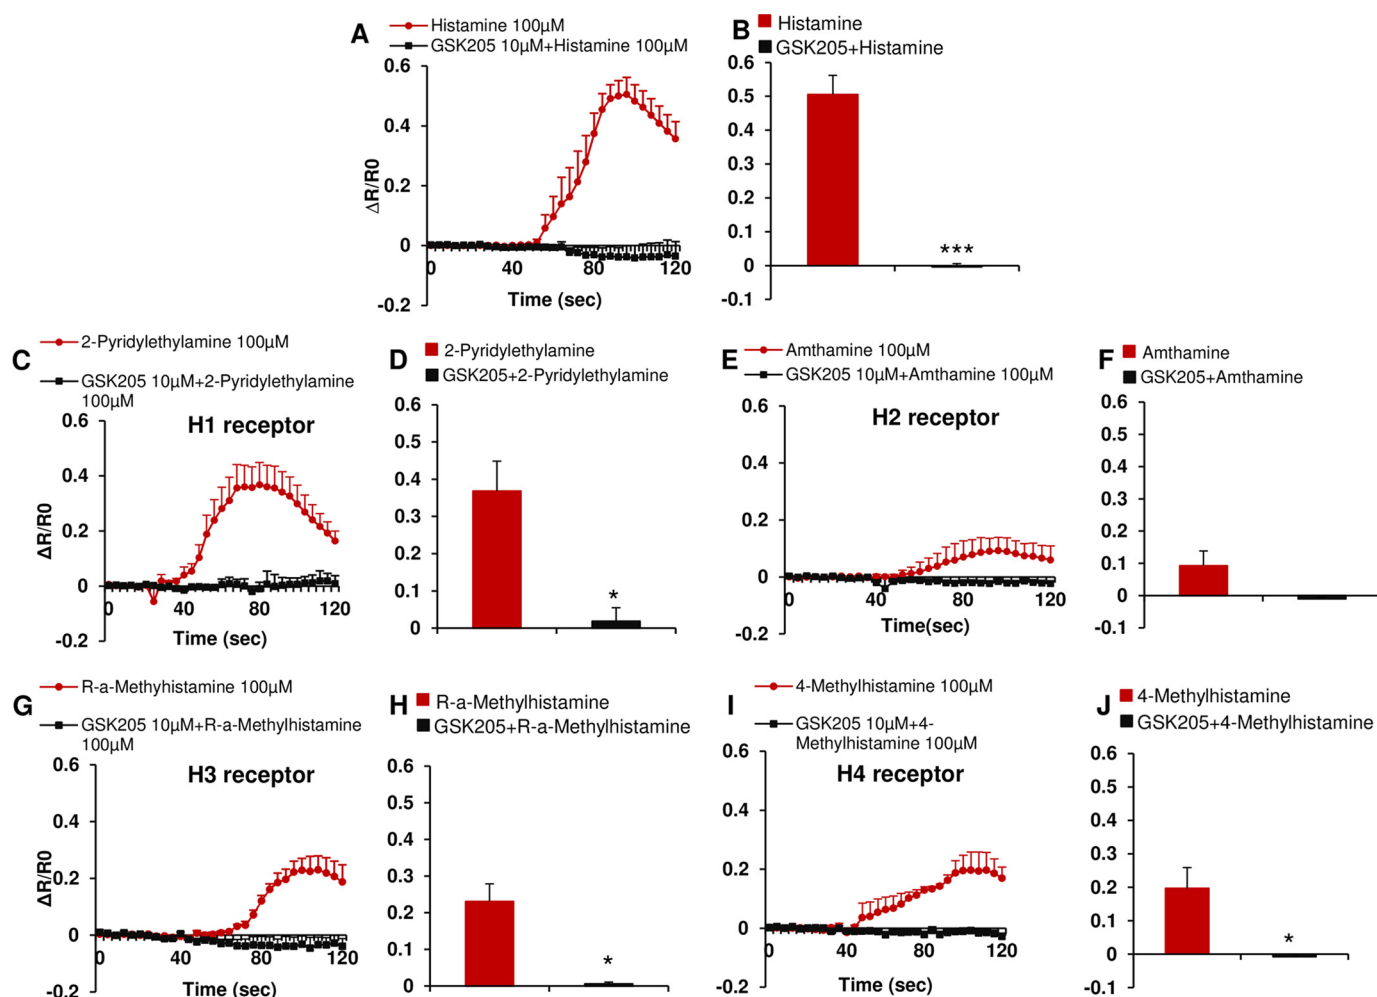 A
Histamine 100µM
GSK205 10µM+Histamine 100µM
0.6
0.4
0.2
0
-0.2
ΔR/R0
0 40 80 120
Time (sec)
B
Histamine
GSK205+Histamine
0.6
0.5
0.4
0.3
0.2
0.1
0
-0.1
***
C
2-Pyridylethylamine 100µM
GSK205 10µM+2-Pyridylethylamine
100µM
H1 receptor
0.6
0.4
0.2
0
-0.2
ΔR/R0
0 40 80 120
Time (sec)
D
2-Pyridylethylamine
GSK205+2-Pyridylethylamine
0.6
0.5
0.4
0.3
0.2
0.1
0
*
E
Amthamine 100µM
GSK205 10µM+Amthamine 100µM
H2 receptor
0.6
0.4
0.2
0
-0.2
0 40 80 120
Time(sec)
F
Amthamine
GSK205+Amthamine
0.6
0.5
0.4
0.3
0.2
0.1
0
-0.1
G
R-a-Methyhistamine 100µM
GSK205 10µM+R-a-Methylhistamine
100µM
H3 receptor
0.6
0.4
0.2
0
-0.2
ΔR/R0
0 40 80 120
Time (sec)
H
R-a-Methylhistamine
GSK205+R-a-Methylhistamine
0.6
0.5
0.4
0.3
0.2
0.1
0
*
I
4-Methylhistamine 100µM
GSK205 10µM+4-
Methylhistamine 100µM
H4 receptor
0.6
0.4
0.2
0
-0.2
0 40 80 120
Time (sec)
J
4-Methylhistamine
GSK205+4-Methylhistamine
0.6
0.5
0.4
0.3
0.2
0.1
0
-0.1
*